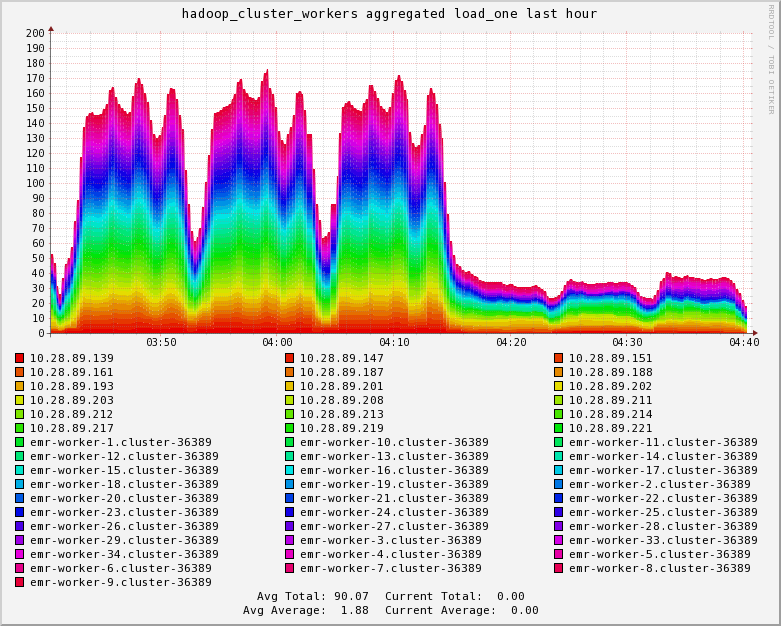 hadoop_cluster_workers aggregated load_one last hour
RRDTOOL / TOBI OETIKER
200
190
180
170
160
150
140
130
120
110
100
90
80
70
60
50
40
30
20
10
0
03:50 04:00 04:10 04:20 04:30 04:40
10.28.89.139 10.28.89.147 10.28.89.151
10.28.89.161 10.28.89.187 10.28.89.188
10.28.89.193 10.28.89.201 10.28.89.202
10.28.89.203 10.28.89.208 10.28.89.211
10.28.89.212 10.28.89.213 10.28.89.214
10.28.89.217 10.28.89.219 10.28.89.221
emr-worker-1.cluster-36389 emr-worker-10.cluster-36389 emr-worker-11.cluster-36389
emr-worker-12.cluster-36389 emr-worker-13.cluster-36389 emr-worker-14.cluster-36389
emr-worker-15.cluster-36389 emr-worker-16.cluster-36389 emr-worker-17.cluster-36389
emr-worker-18.cluster-36389 emr-worker-19.cluster-36389 emr-worker-2.cluster-36389
emr-worker-20.cluster-36389 emr-worker-21.cluster-36389 emr-worker-22.cluster-36389
emr-worker-23.cluster-36389 emr-worker-24.cluster-36389 emr-worker-25.cluster-36389
emr-worker-26.cluster-36389 emr-worker-27.cluster-36389 emr-worker-28.cluster-36389
emr-worker-29.cluster-36389 emr-worker-3.cluster-36389 emr-worker-33.cluster-36389
emr-worker-34.cluster-36389 emr-worker-4.cluster-36389 emr-worker-5.cluster-36389
emr-worker-6.cluster-36389 emr-worker-7.cluster-36389 emr-worker-8.cluster-36389
emr-worker-9.cluster-36389
Avg Total: 90.07 Current Total: 0.00
Avg Average: 1.88 Current Average: 0.00